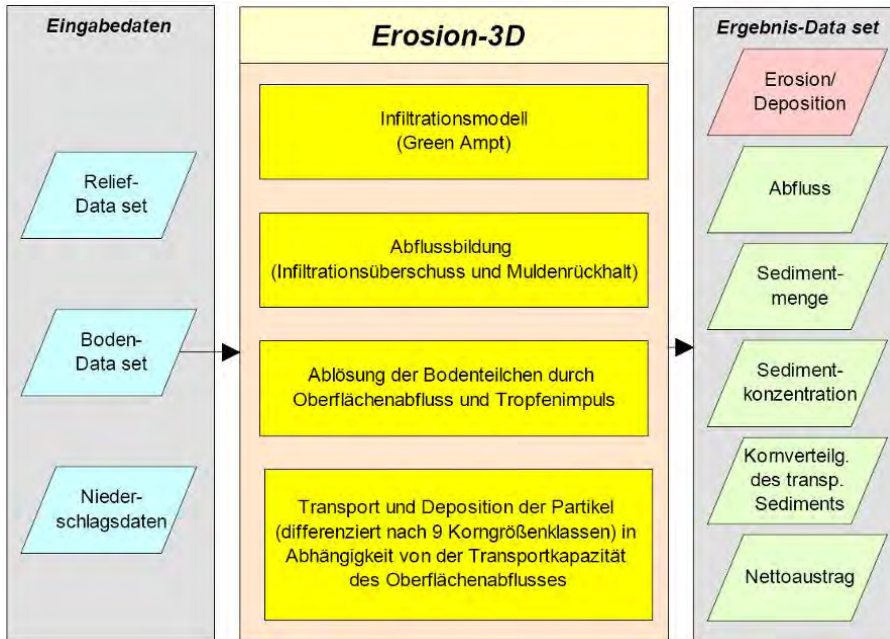 Eingabedaten
Relief-
Data set
Boden-
Data set
Nieder-
schlagsdaten
Erosion-3D
Infiltrationsmodell
(Green Ampt)
Abflussbildung
(Infiltrationsüberschuss und Muldenrückhalt)
Ablösung der Bodenteilchen durch
Oberflächenabfluss und Tropfenimpuls
Transport und Deposition der Partikel
(differenziert nach 9 Korngrößenklassen) in
Abhängigkeit von der Transportkapazität
des Oberflächenabflusses
Ergebnis-Data set
Erosion/
Deposition
Abfluss
Sediment-
menge
Sediment-
konzentration
Kornverteilg.
des transp.
Sediments
Nettoaustrag